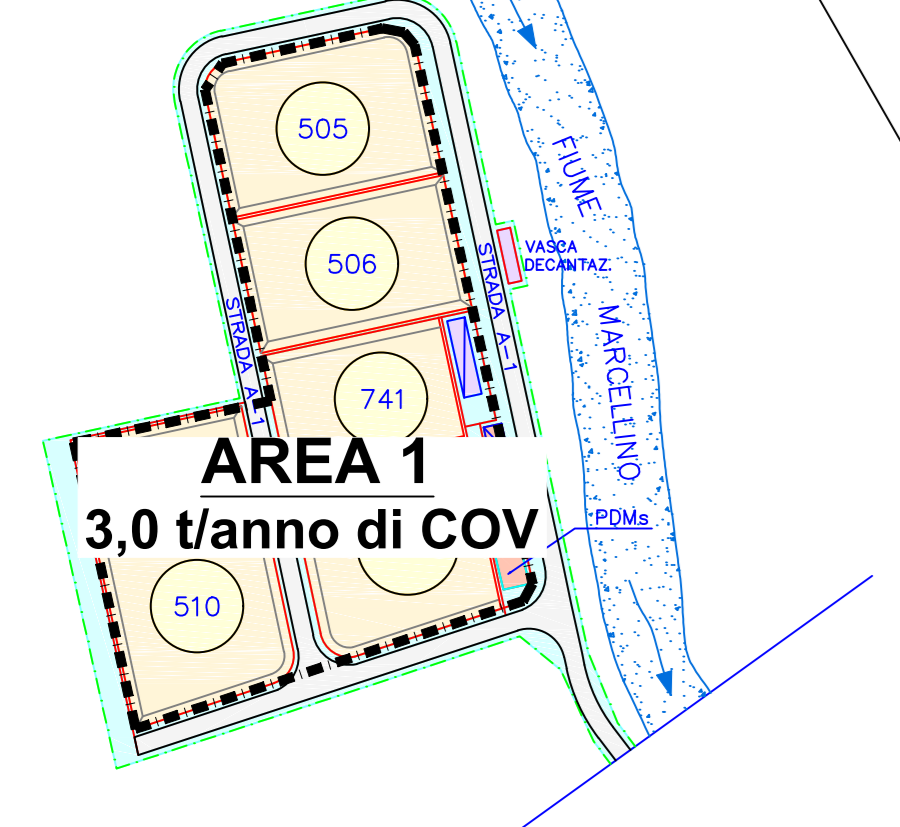 505
FIUME
506
VASCA
DECANTAZ.
STRADA A-1
STRADA A-1
MARCELLINO
741
AREA 1
3,0 t/anno di COV
PDMs
510